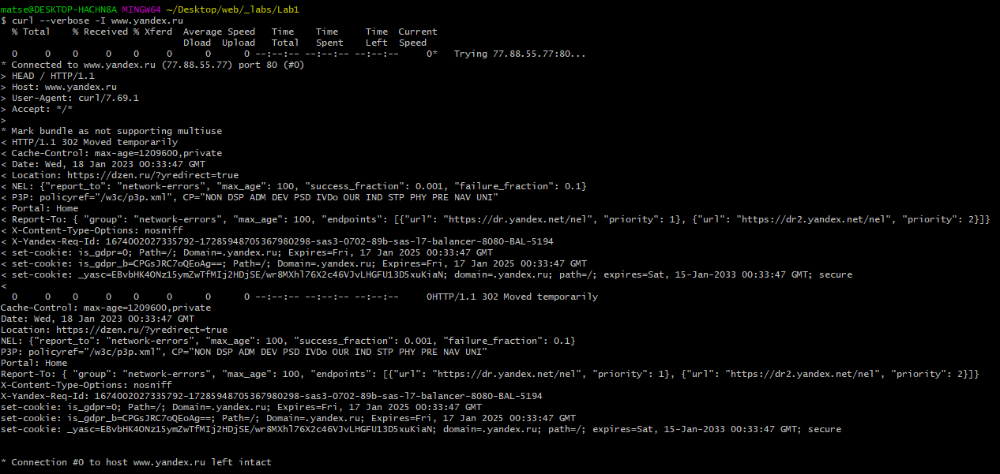 matse@DESKTOP-HACHN8A MINGW64 ~/Desktop/web/_labs/Lab1
$ curl --verbose -I www.yandex.ru
  % Total    % Received % Xferd  Average Speed   Time    Time     Time  Current
                                 Dload  Upload   Total   Spent    Left  Speed
  0     0    0     0    0     0      0      0 --:--:-- --:--:-- --:--:--     0*   Trying 77.88.55.77:80...
* Connected to www.yandex.ru (77.88.55.77) port 80 (#0)
> HEAD / HTTP/1.1
> Host: www.yandex.ru
> User-Agent: curl/7.69.1
> Accept: */*
>
* Mark bundle as not supporting multiuse
< HTTP/1.1 302 Moved temporarily
< Cache-Control: max-age=1209600,private
< Date: Wed, 18 Jan 2023 00:33:47 GMT
< Location: https://dzen.ru/?yredirect=true
< NEL: {"report_to": "network-errors", "max_age": 100, "success_fraction": 0.001, "failure_fraction": 0.1}
< P3P: policyref="/w3c/p3p.xml", CP="NON DSP ADM DEV PSD IVDo OUR IND STP PHY PRE NAV UNI"
< Portal: Home
< Report-To: { "group": "network-errors", "max_age": 100, "endpoints": [{"url": "https://dr.yandex.net/nel", "priority": 1}, {"url": "https://dr2.yandex.net/nel", "priority": 2}]}
< X-Content-Type-Options: nosniff
< X-Yandex-Req-Id: 1674002027335792-17285948705367980298-sas3-0702-89b-sas-l7-balancer-8080-BAL-5194
< set-cookie: is_gdpr=0; Path=/; Domain=.yandex.ru; Expires=Fri, 17 Jan 2025 00:33:47 GMT
< set-cookie: is_gdpr_b=CPGsJRC7oQEoAg==; Path=/; Domain=.yandex.ru; Expires=Fri, 17 Jan 2025 00:33:47 GMT
< set-cookie: _yasc=EBvbHK4ONz15ymZwTfMIj2HDjSE/wr8MXhl76X2c46VJvLHGFU13D5xuKiaN; domain=.yandex.ru; path=/; expires=Sat, 15-Jan-2033 00:33:47 GMT; secure
<
  0     0    0     0    0     0      0      0 --:--:-- --:--:-- --:--:--     0HTTP/1.1 302 Moved temporarily
Cache-Control: max-age=1209600,private
Date: Wed, 18 Jan 2023 00:33:47 GMT
Location: https://dzen.ru/?yredirect=true
NEL: {"report_to": "network-errors", "max_age": 100, "success_fraction": 0.001, "failure_fraction": 0.1}
P3P: policyref="/w3c/p3p.xml", CP="NON DSP ADM DEV PSD IVDo OUR IND STP PHY PRE NAV UNI"
Portal: Home
Report-To: { "group": "network-errors", "max_age": 100, "endpoints": [{"url": "https://dr.yandex.net/nel", "priority": 1}, {"url": "https://dr2.yandex.net/nel", "priority": 2}]}
X-Content-Type-Options: nosniff
X-Yandex-Req-Id: 1674002027335792-17285948705367980298-sas3-0702-89b-sas-l7-balancer-8080-BAL-5194
set-cookie: is_gdpr=0; Path=/; Domain=.yandex.ru; Expires=Fri, 17 Jan 2025 00:33:47 GMT
set-cookie: is_gdpr_b=CPGsJRC7oQEoAg==; Path=/; Domain=.yandex.ru; Expires=Fri, 17 Jan 2025 00:33:47 GMT
set-cookie: _yasc=EBvbHK4ONz15ymZwTfMIj2HDjSE/wr8MXhl76X2c46VJvLHGFU13D5xuKiaN; domain=.yandex.ru; path=/; expires=Sat, 15-Jan-2033 00:33:47 GMT; secure
* Connection #0 to host www.yandex.ru left intact